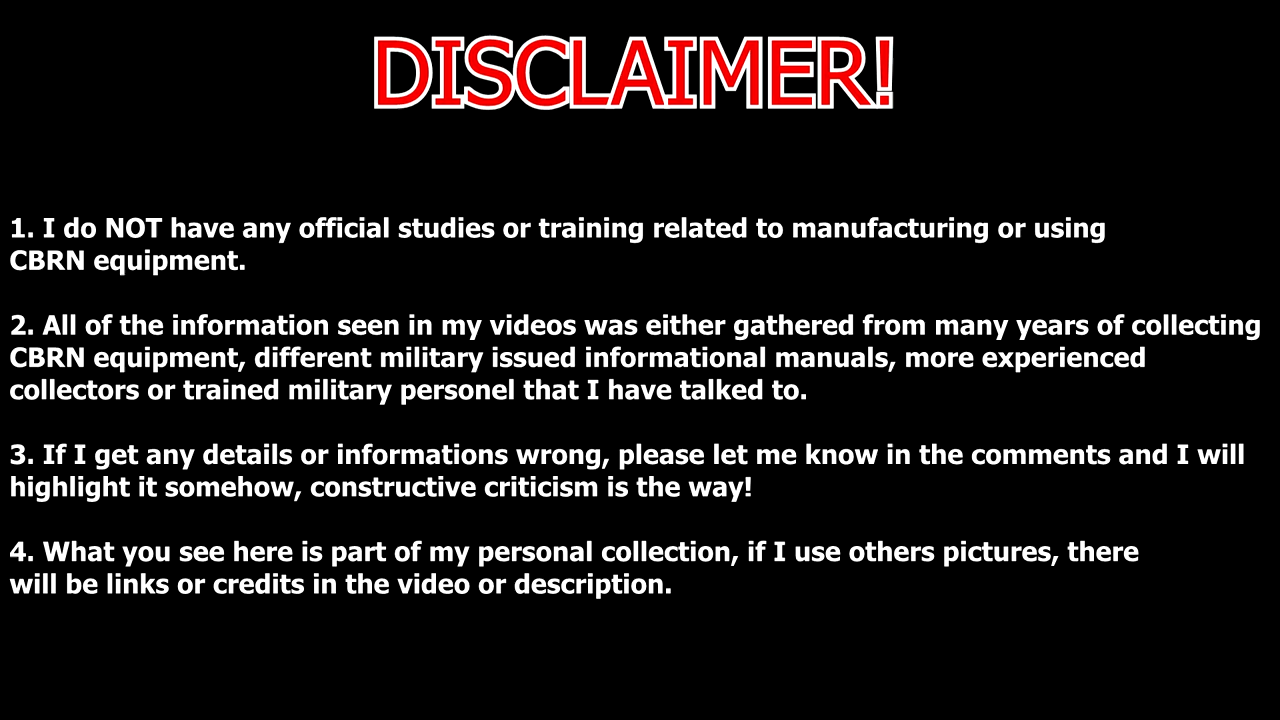 DISCLAIMER!
1. I do NOT have any official studies or training related to manufacturing or using
CBRN equipment.
2. All of the information seen in my videos was either gathered from many years of collecting
CBRN equipment, different military issued informational manuals, more experienced
collectors or trained military personel that I have talked to.
3. If I get any details or informations wrong, please let me know in the comments and I will
highlight it somehow, constructive criticism is the way!
4. What you see here is part of my personal collection, if I use others pictures, there
will be links or credits in the video or description.